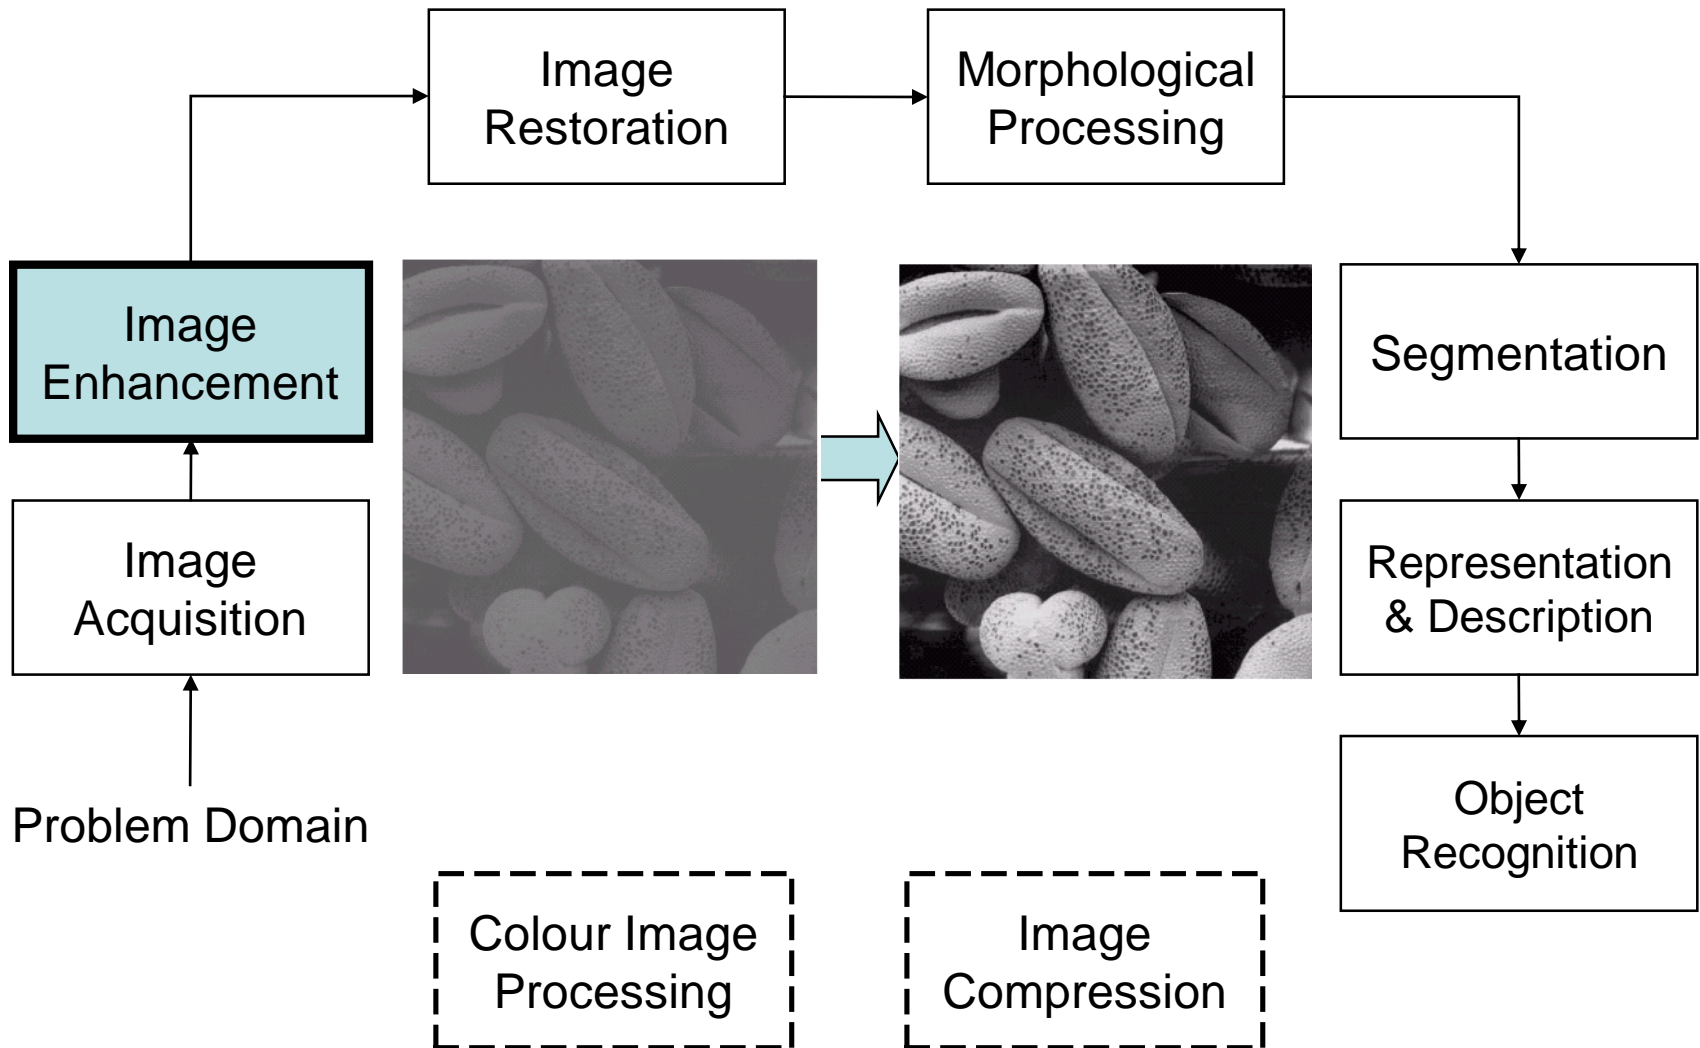 Image
Restoration
Morphological
Processing
Image
Enhancement
Segmentation
Image
Acquisition
Representation
& Description
Problem Domain
Object
Recognition
Colour Image
Processing
Image
Compression